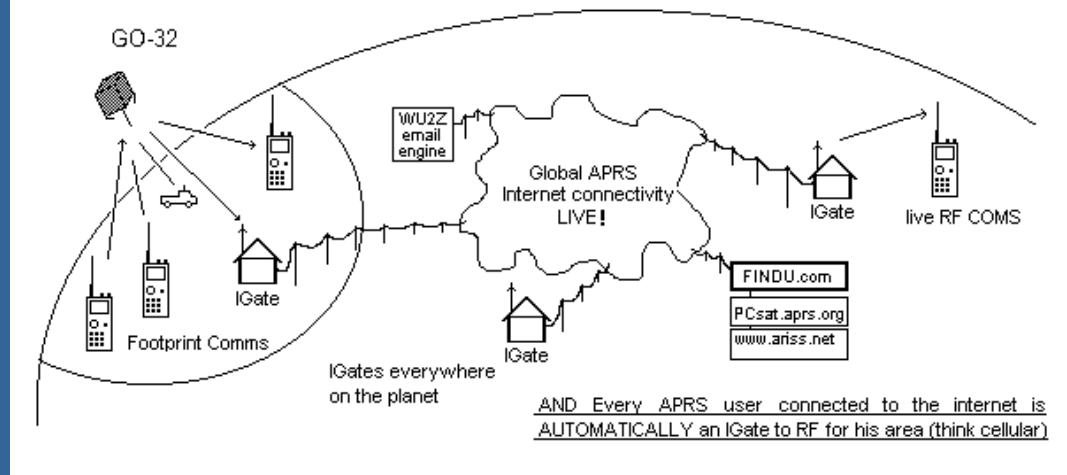 GO-32
WU2Z
email
engine
Global APRS
Internet connectivity
LIVE!
IGate
live RF COMS
IGate
FINDU.com
PCsat.aprs.org
www.ariss.net
Footprint Comms
IGate
IGates everywhere
on the planet
AND Every APRS user connected to the internet is
AUTOMATICALLY an IGate to RF for his area (think cellular)